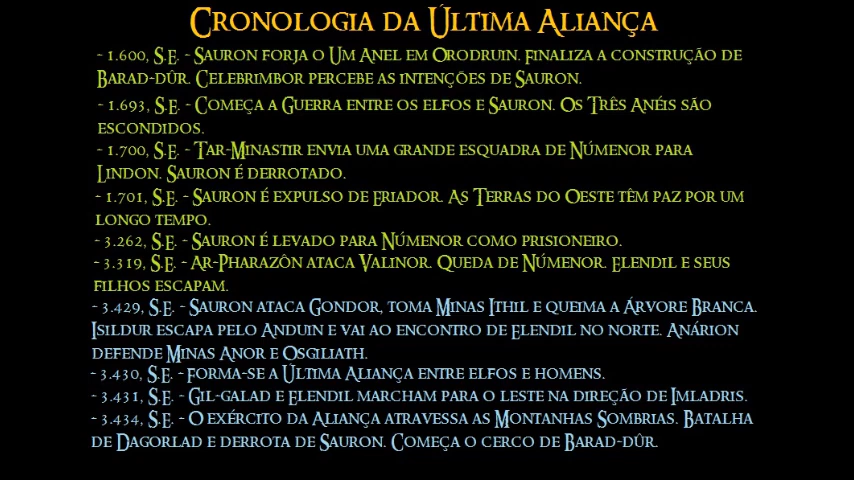 Cronologia da Última Aliança
- 1.600, S.E. - Sauron forja o Um Anel em Orodruin. Finaliza a construção de
Barad-dûr. Celebrimbor percebe as intenções de Sauron.
- 1.693, S.E. - Começa a Guerra entre os elfos e Sauron. Os Três Anéis são
escondidos.
- 1.700, S.E. - Tar-Minastir envia uma grande esquadra de Númenor para
Lindon. Sauron é derrotado.
- 1.701, S.E. - Sauron é expulso de Eriador. As Terras do Oeste têm paz por um
longo tempo.
- 3.262, S.E. - Sauron é levado para Númenor como prisioneiro.
- 3.319, S.E. - Ar-Pharazôn ataca Valinor. Queda de Númenor. Elendil e seus
filhos escapam.
- 3.429, S.E. - Sauron ataca Gondor, toma Minas Ithil e queima a Árvore Branca.
Isildur escapa pelo Anduin e vai ao encontro de Elendil no norte. Anárion
defende Minas Anor e Osgiliath.
- 3.430, S.E. - Forma-se a Última Aliança entre elfos e homens.
- 3.431, S.E. - Gil-galad e Elendil marcham para o leste na direção de Imladris.
- 3.434, S.E. - O exército da Aliança atravessa as Montanhas Sombrias. Batalha
de Dagorlad e derrota de Sauron. Começa o cerco de Barad-dûr.